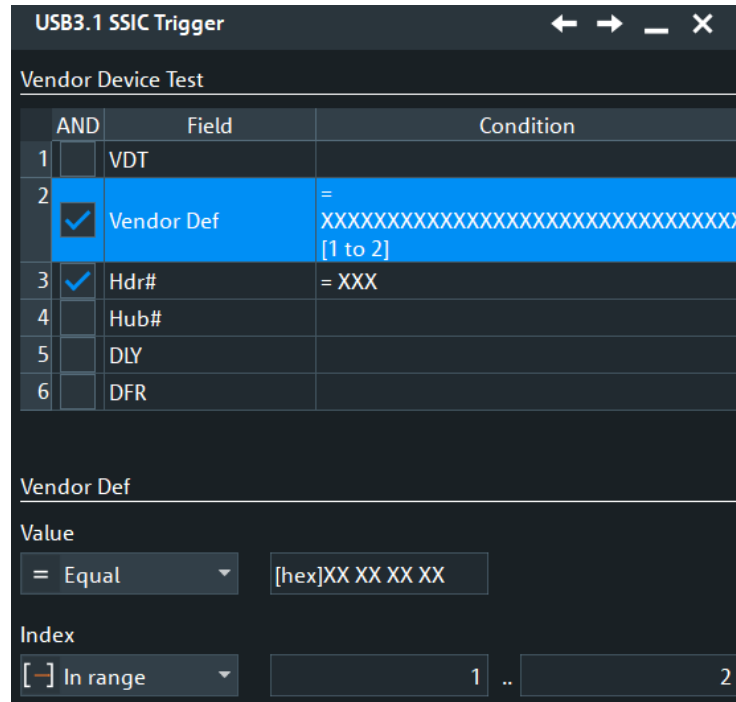 USB3.1 SSIC Trigger
Vendor Device Test
AND Field Condition
1 VDT
2 Vendor Def =
XXXXXXXXXXXXXXXXXXXXXXXXXXXXXXXX
[1 to 2]
3 Hdr# = XXX
4 Hub#
5 DLY
6 DFR
Vendor Def
Value
= Equal [hex]XX XX XX XX
Index
In range 1 .. 2